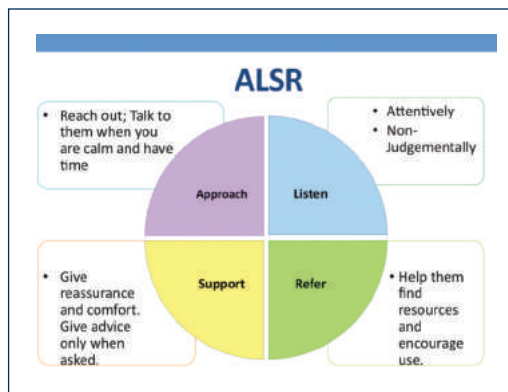 ALSR
• Reach out; Talk to
them when you
are calm and have
time
• Attentively
• Non-
Judgementally
Approach
Listen
Support
Refer
• Give
reassurance
and comfort.
Give advice
only when
asked.
• Help them
find
resources
and
encourage
use.